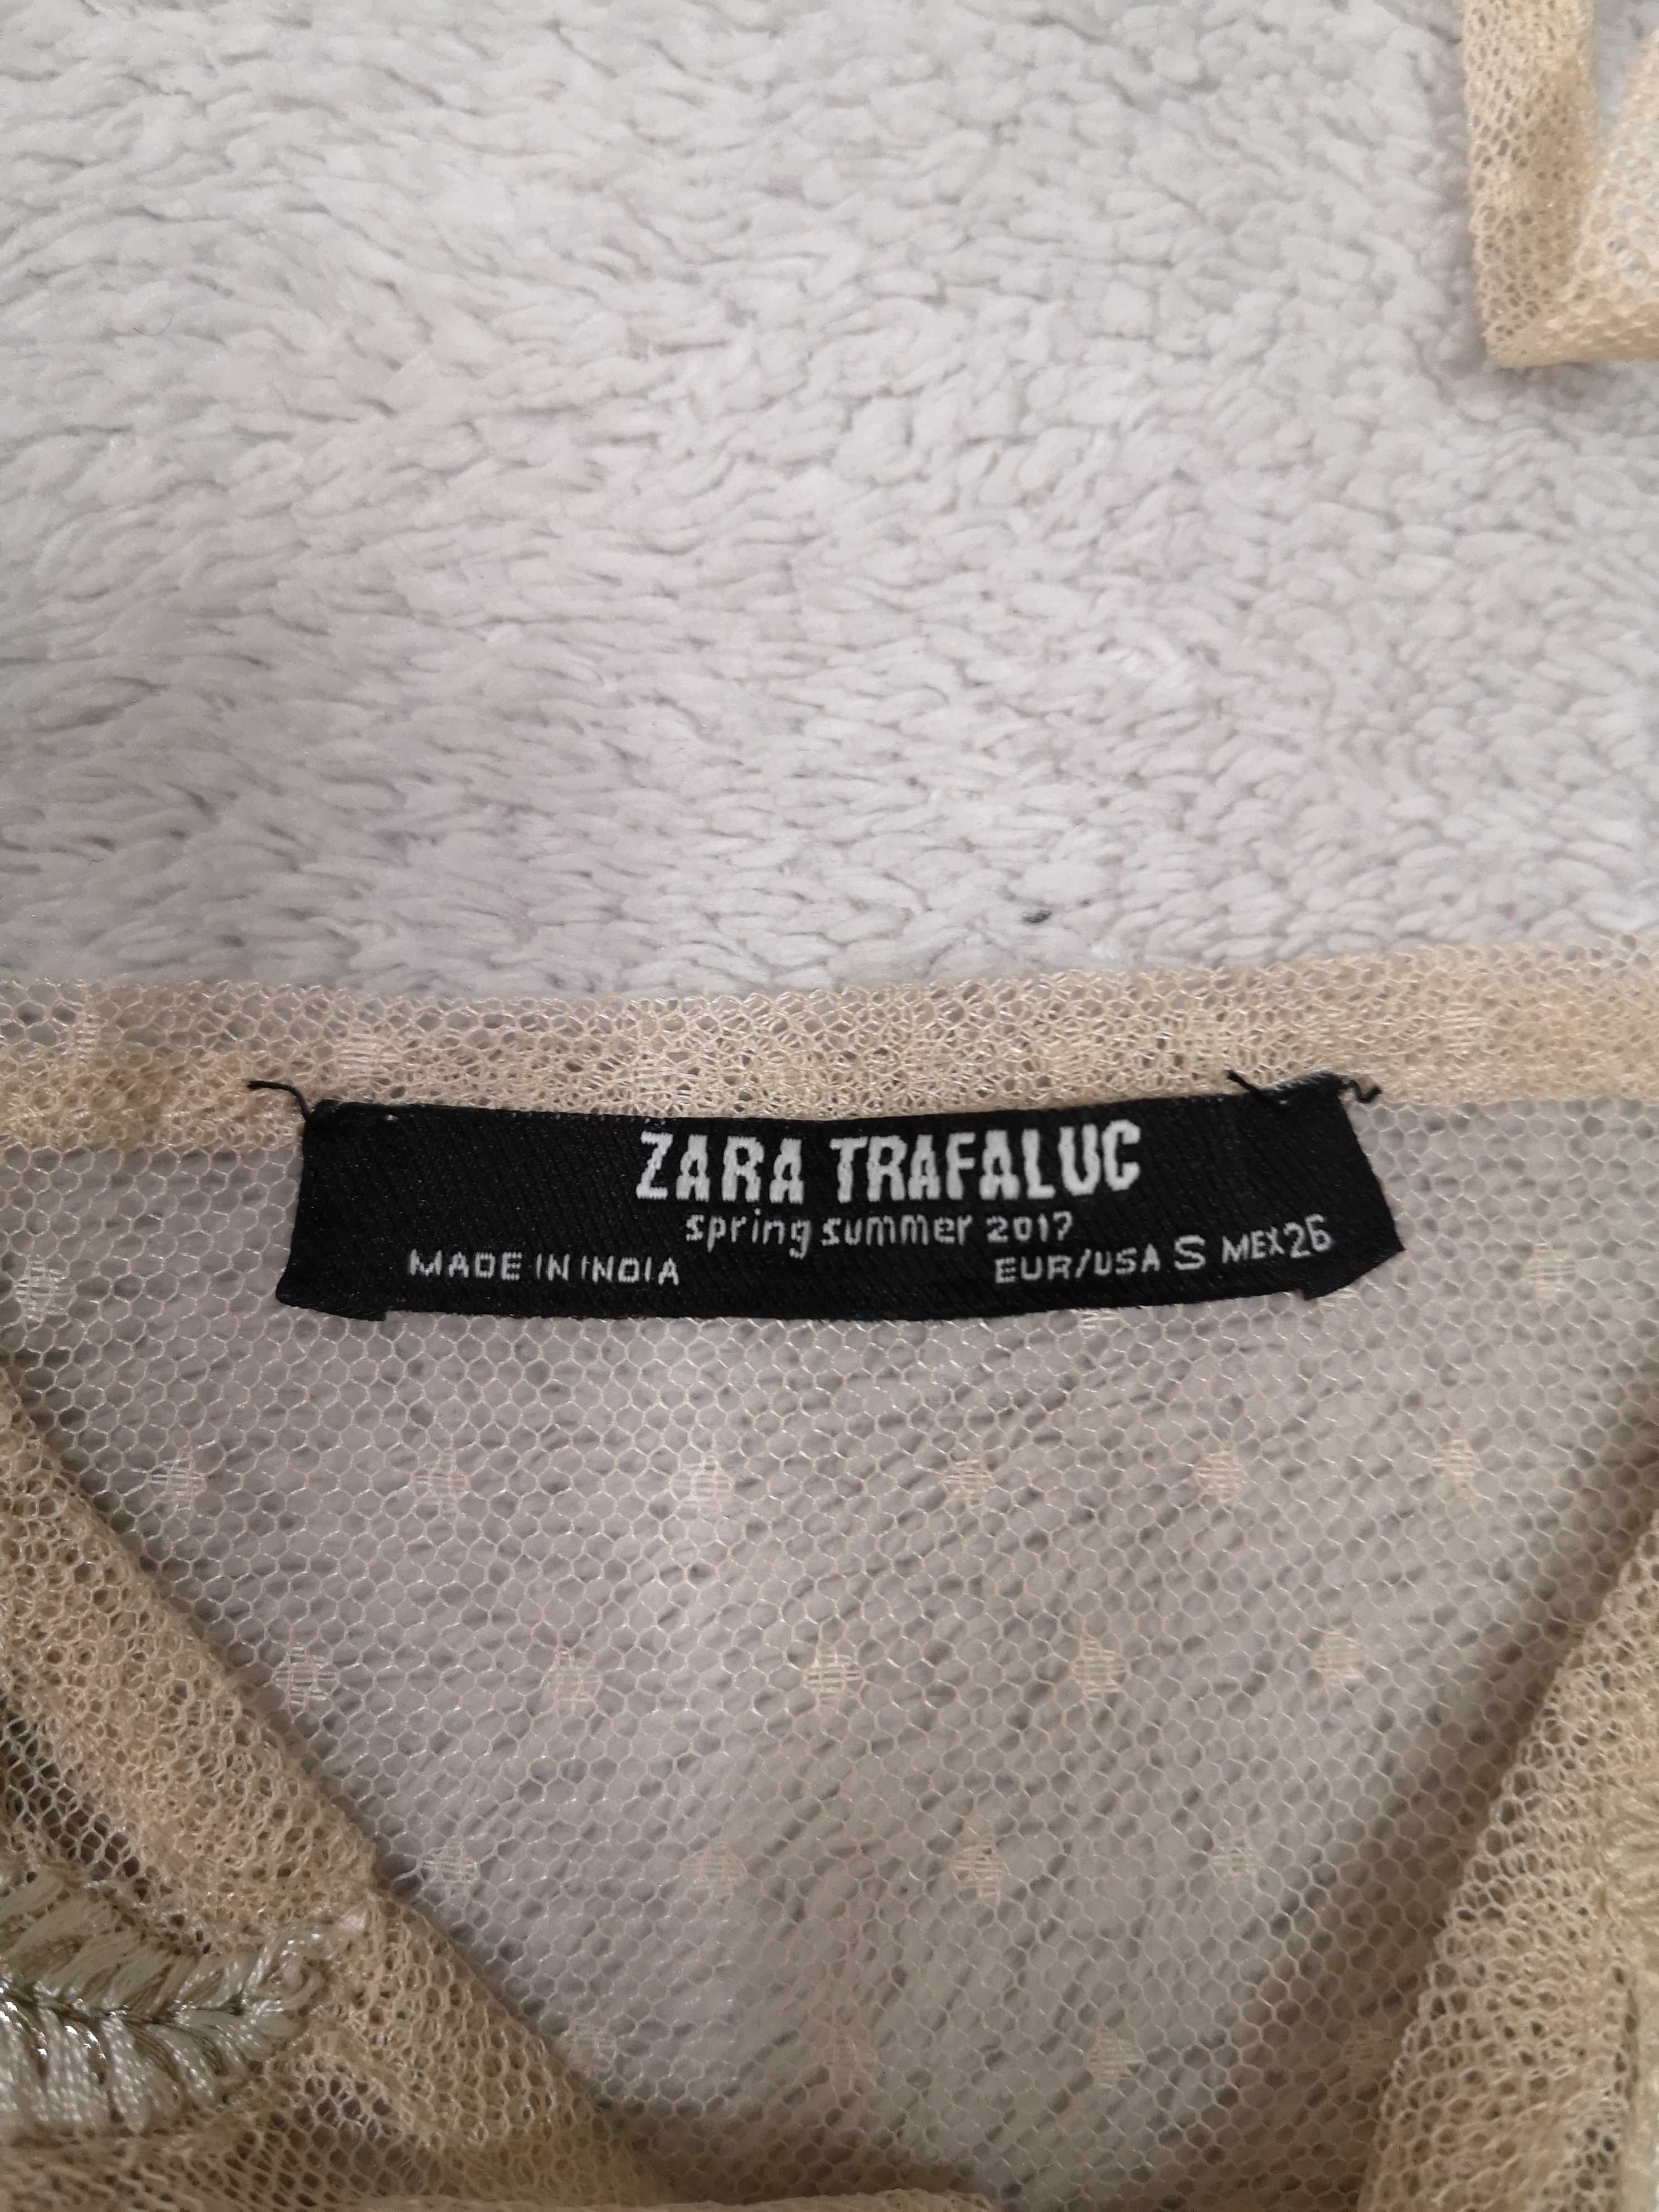 ZARA TRAFALUC
spring summer 2017
MADE IN INDIA
EUR/USA S MEX 26